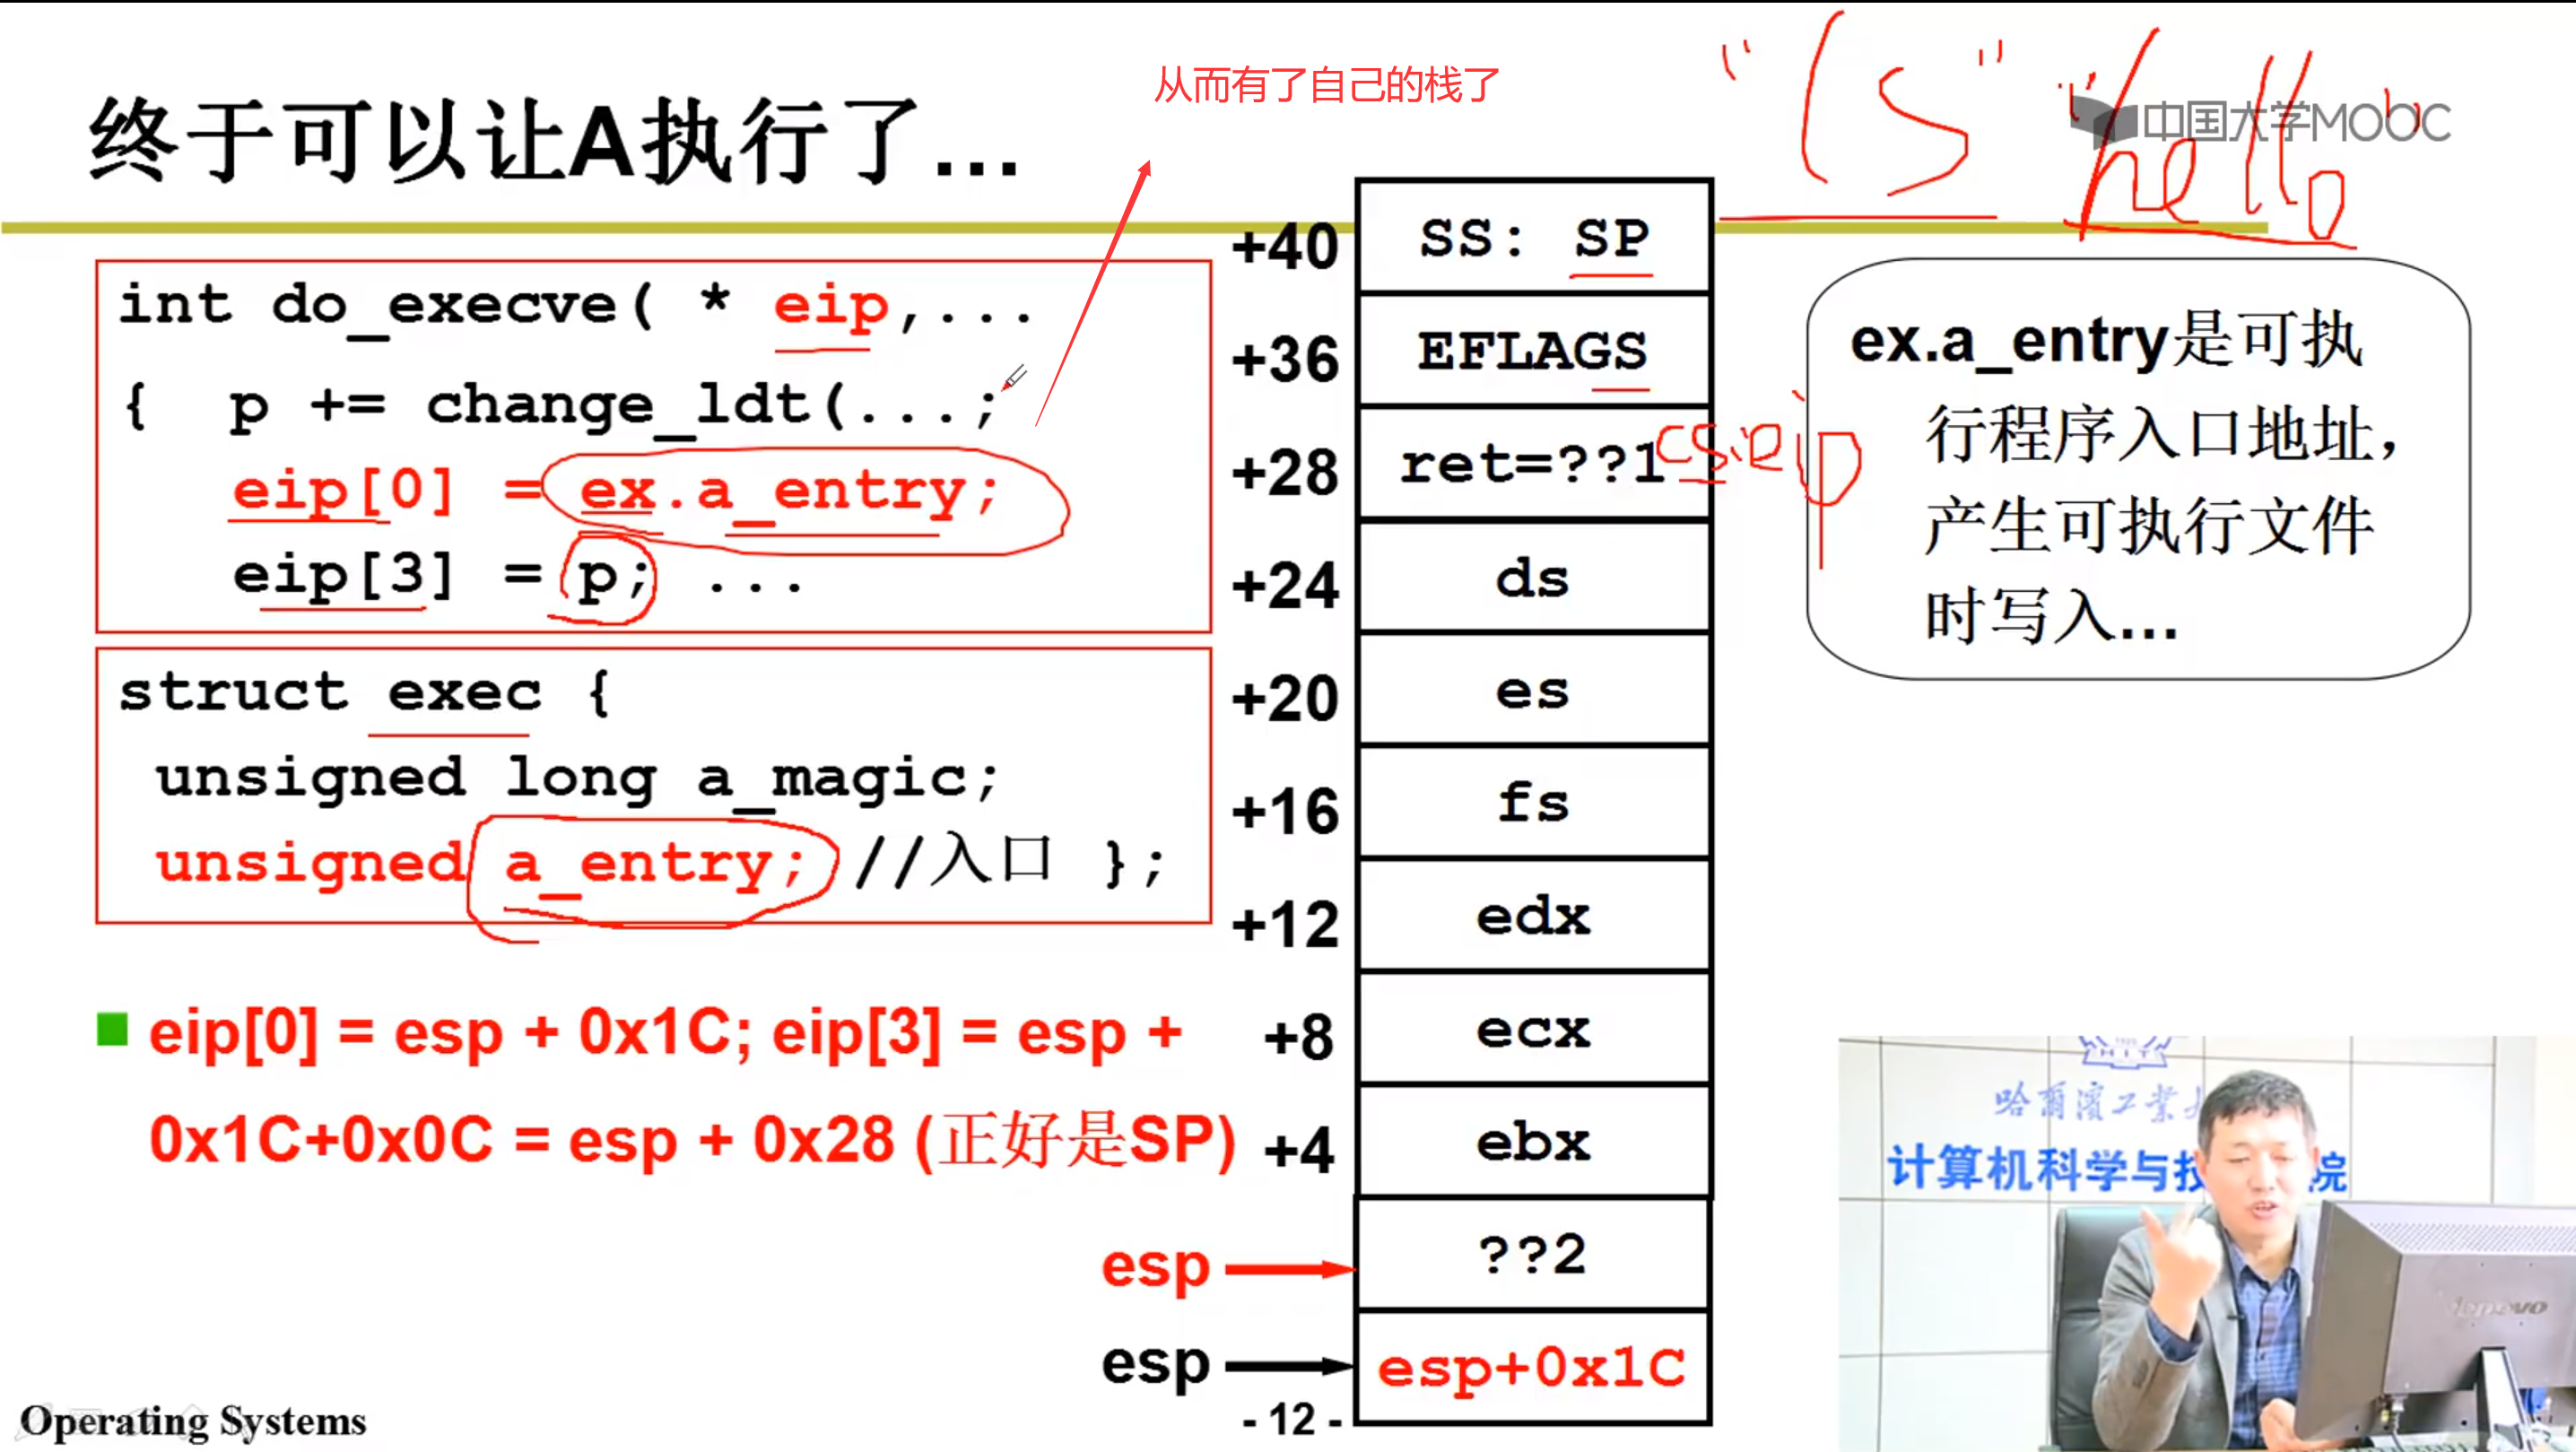 从而有了自己的栈了
"ls" "hello"
中国大学MOOC
终于可以让A执行了...
int do_execve( * eip,...
{ p += change_ldt(...;
eip[0] = ex.a_entry;
eip[3] = p; ...
struct exec {
unsigned long a_magic;
unsigned a_entry; //入口 };
eip[0] = esp + 0x1C; eip[3] = esp +
0x1C+0x0C = esp + 0x28 (正好是SP)
+40 SS: SP
+36 EFLAGS
+28 ret=??1 cs:eip
+24 ds
+20 es
+16 fs
+12 edx
+8 ecx
+4 ebx
esp ??2
esp esp+0x1C
ex.a_entry是可执
行程序入口地址,
产生可执行文件
时写入...
HIT
哈尔滨工业
计算机科学与技 院
lenovo
Operating Systems
- 12 -